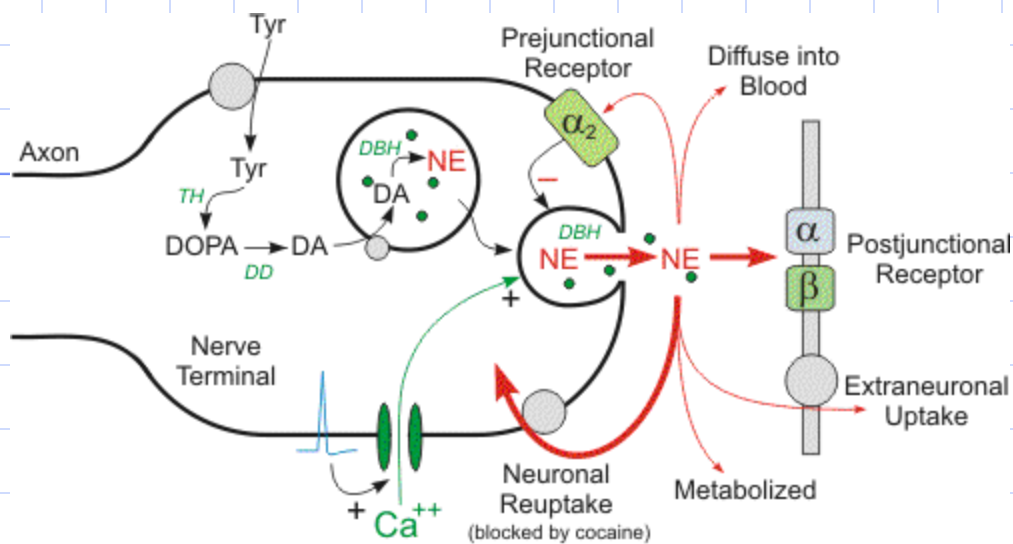 Tyr
Prejunctional
Receptor
Diffuse into
Blood
α₂
Axon
Tyr
DBH
NE
DA
TH
–
DOPA
DA
DD
DBH
NE
NE
+
α
β
Postjunctional
Receptor
Nerve
Terminal
Extraneuronal
Uptake
Neuronal
Reuptake
(blocked by cocaine)
Metabolized
+
Ca⁺⁺